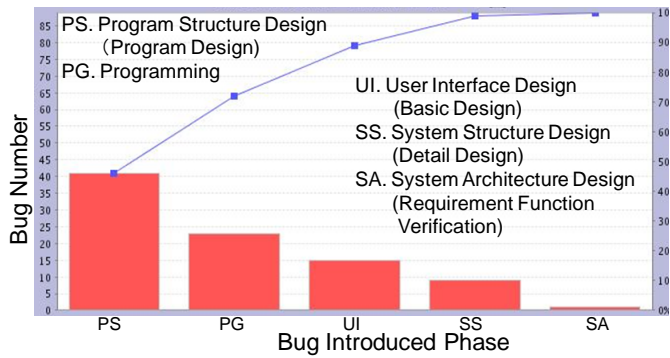 PS. Program Structure Design
(Program Design)
PG. Programming
UI. User Interface Design
(Basic Design)
SS. System Structure Design
(Detail Design)
SA. System Architecture Design
(Requirement Function
Verification)
Bug Number
85
80
75
70
65
60
55
50
45
40
35
30
25
20
15
10
5
0
10
90
80
70
60
50
40
30
20
10
0%
PS PG UI SS SA
Bug Introduced Phase